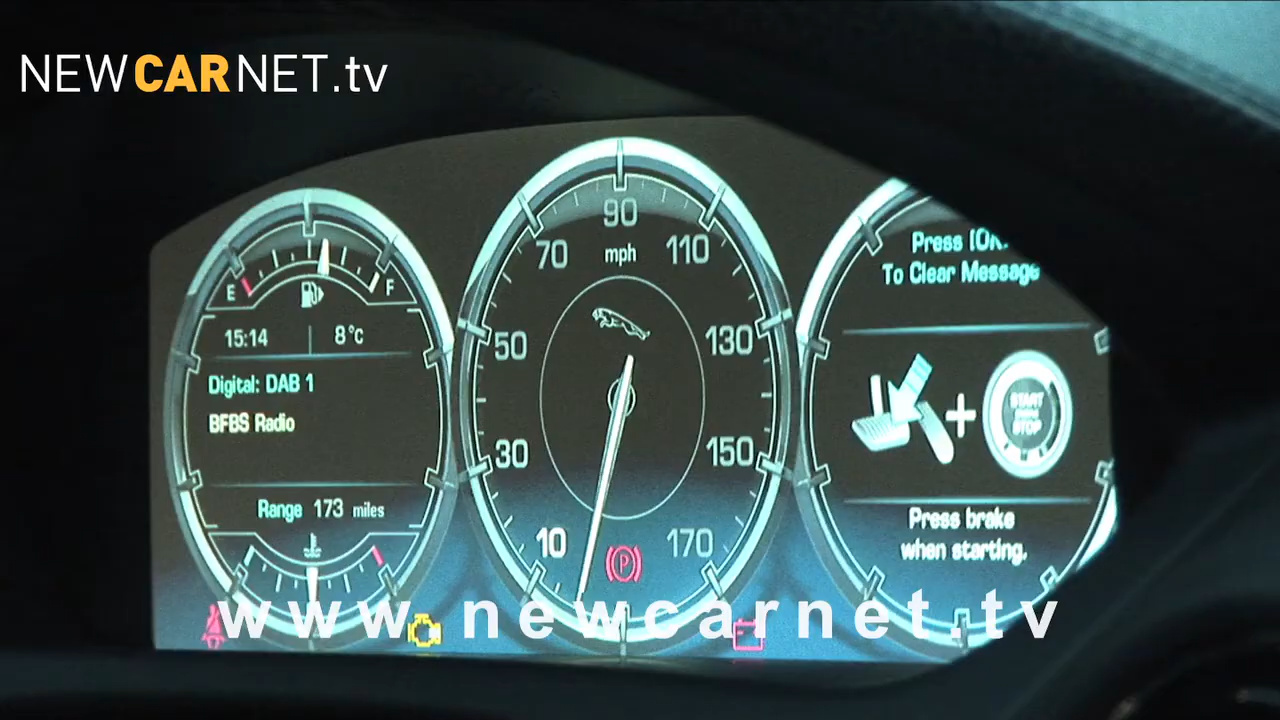 NEWCARNET.tv
E F
15:14 8°C
Digital: DAB 1
BFBS Radio
Range 173 miles
90
70 mph 110
50 130
30 150
10 170
(P)
Press [OK]
To Clear Message
START
STOP
Press brake
when starting.
www.newcarnet.tv